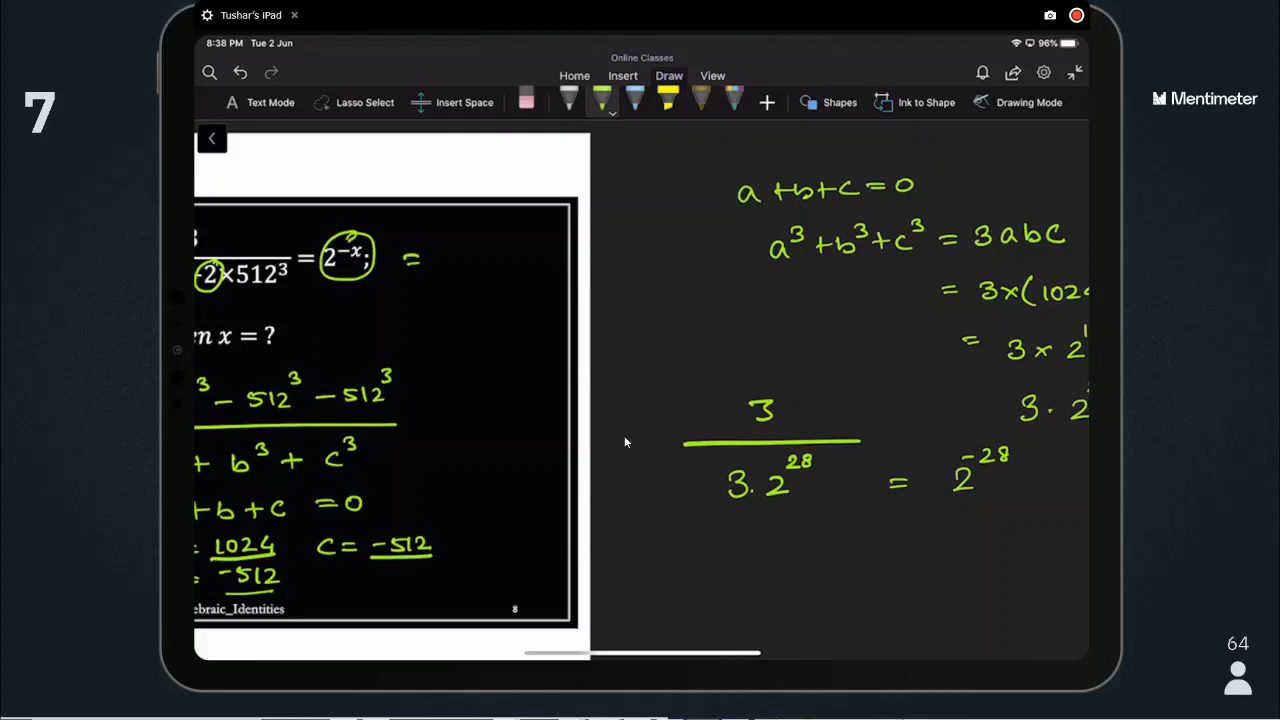 Tushar's iPad ×
8:38 PM Tue 2 Jun
96%
Online Classes
Home Insert Draw View
A Text Mode Lasso Select Insert Space + Shapes Ink to Shape Drawing Mode
7
Mentimeter
3
-2×512³ = 2⁻ˣ; =
en x = ?
³ - 512³ - 512³
+ b³ + c³
+b+c = 0
= 1024 c = -512
= -512
ebraic_Identities 8
a+b+c=0
a³+b³+c³ = 3abc
= 3×(102
= 3×2
3·2
3
3·2²⁸ = 2⁻²⁸
64